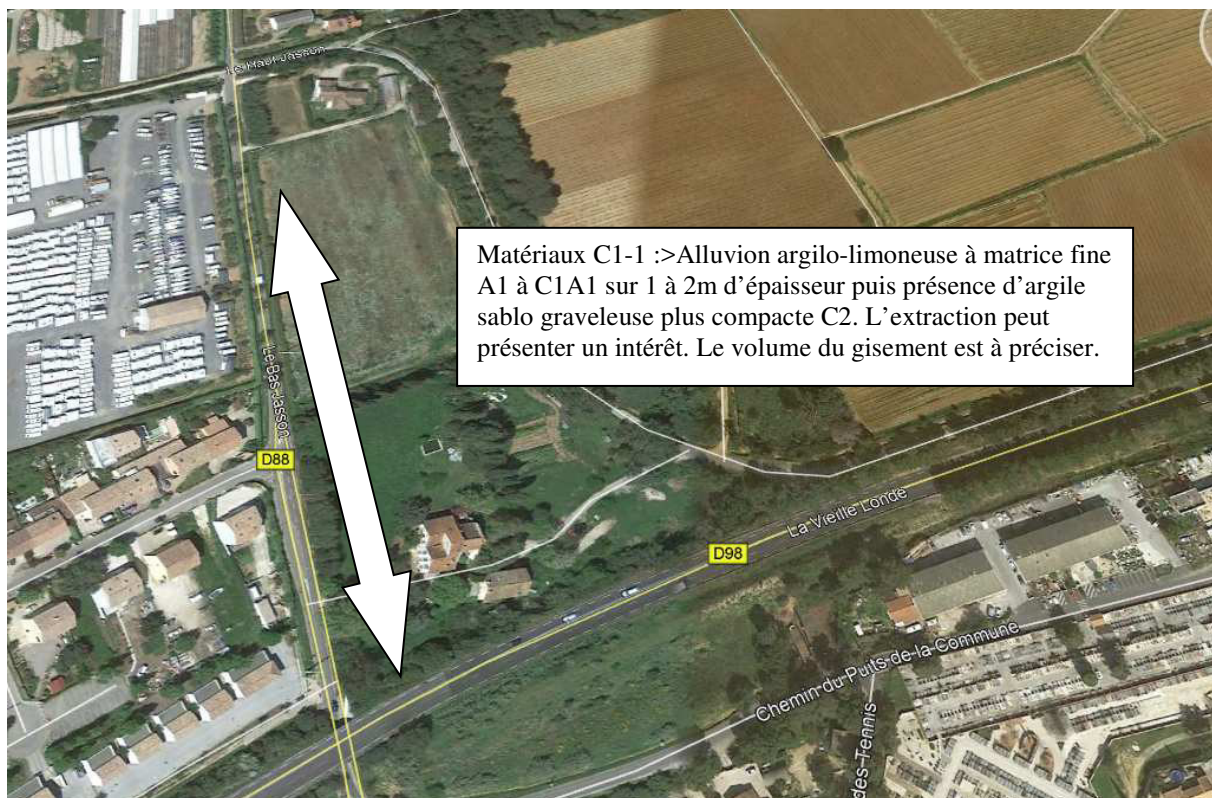 Le Haut Jasson
Matériaux C1-1 :>Alluvion argilo-limoneuse à matrice fine
A1 à C1A1 sur 1 à 2m d'épaisseur puis présence d'argile
sablo graveleuse plus compacte C2. L'extraction peut
présenter un intérêt. Le volume du gisement est à préciser.
Le Bas Jasson
D88
La Vieille Londe
D98
Chemin du Puits de la Commune
des-Tennis